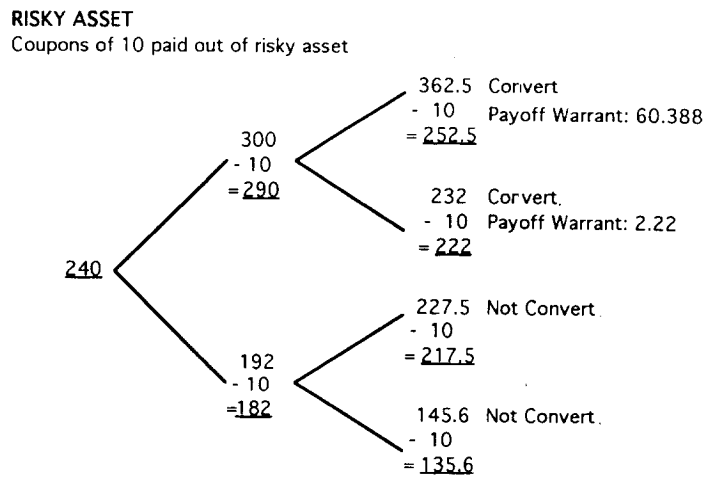 RISKY ASSET
Coupons of 10 paid out of risky asset
362.5 Convert
- 10 Payoff Warrant: 60.388
= 252.5
300
- 10
= 290
232 Corvert.
- 10 Payoff Warrant: 2.22
= 222
240
227.5 Not Convert.
- 10
= 217.5
192
- 10
=182
145.6 Not Convert.
- 10
= 135.6